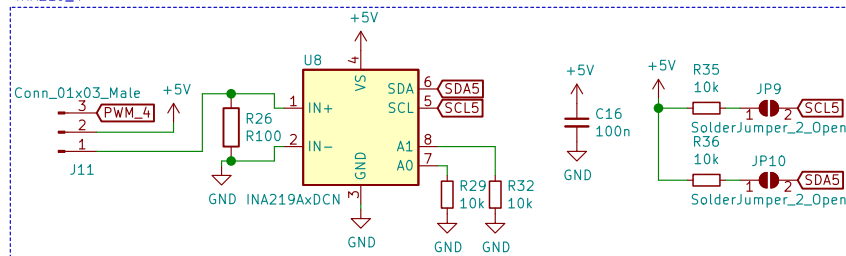 +5V
U8
4
VS
Conn_01x03_Male
3
PWM_4
+5V
2
1
J11
R26
R100
GND
1
IN+
2
IN-
SDA
6
SDA5
SCL
5
SCL5
A1
8
A0
7
GND
3
INA219AxDCN
GND
R29
10k
GND
R32
10k
GND
+5V
C16
100n
GND
+5V
R35
10k
JP9
1
2
SCL5
SolderJumper_2_Open
R36
10k
JP10
1
2
SDA5
SolderJumper_2_Open